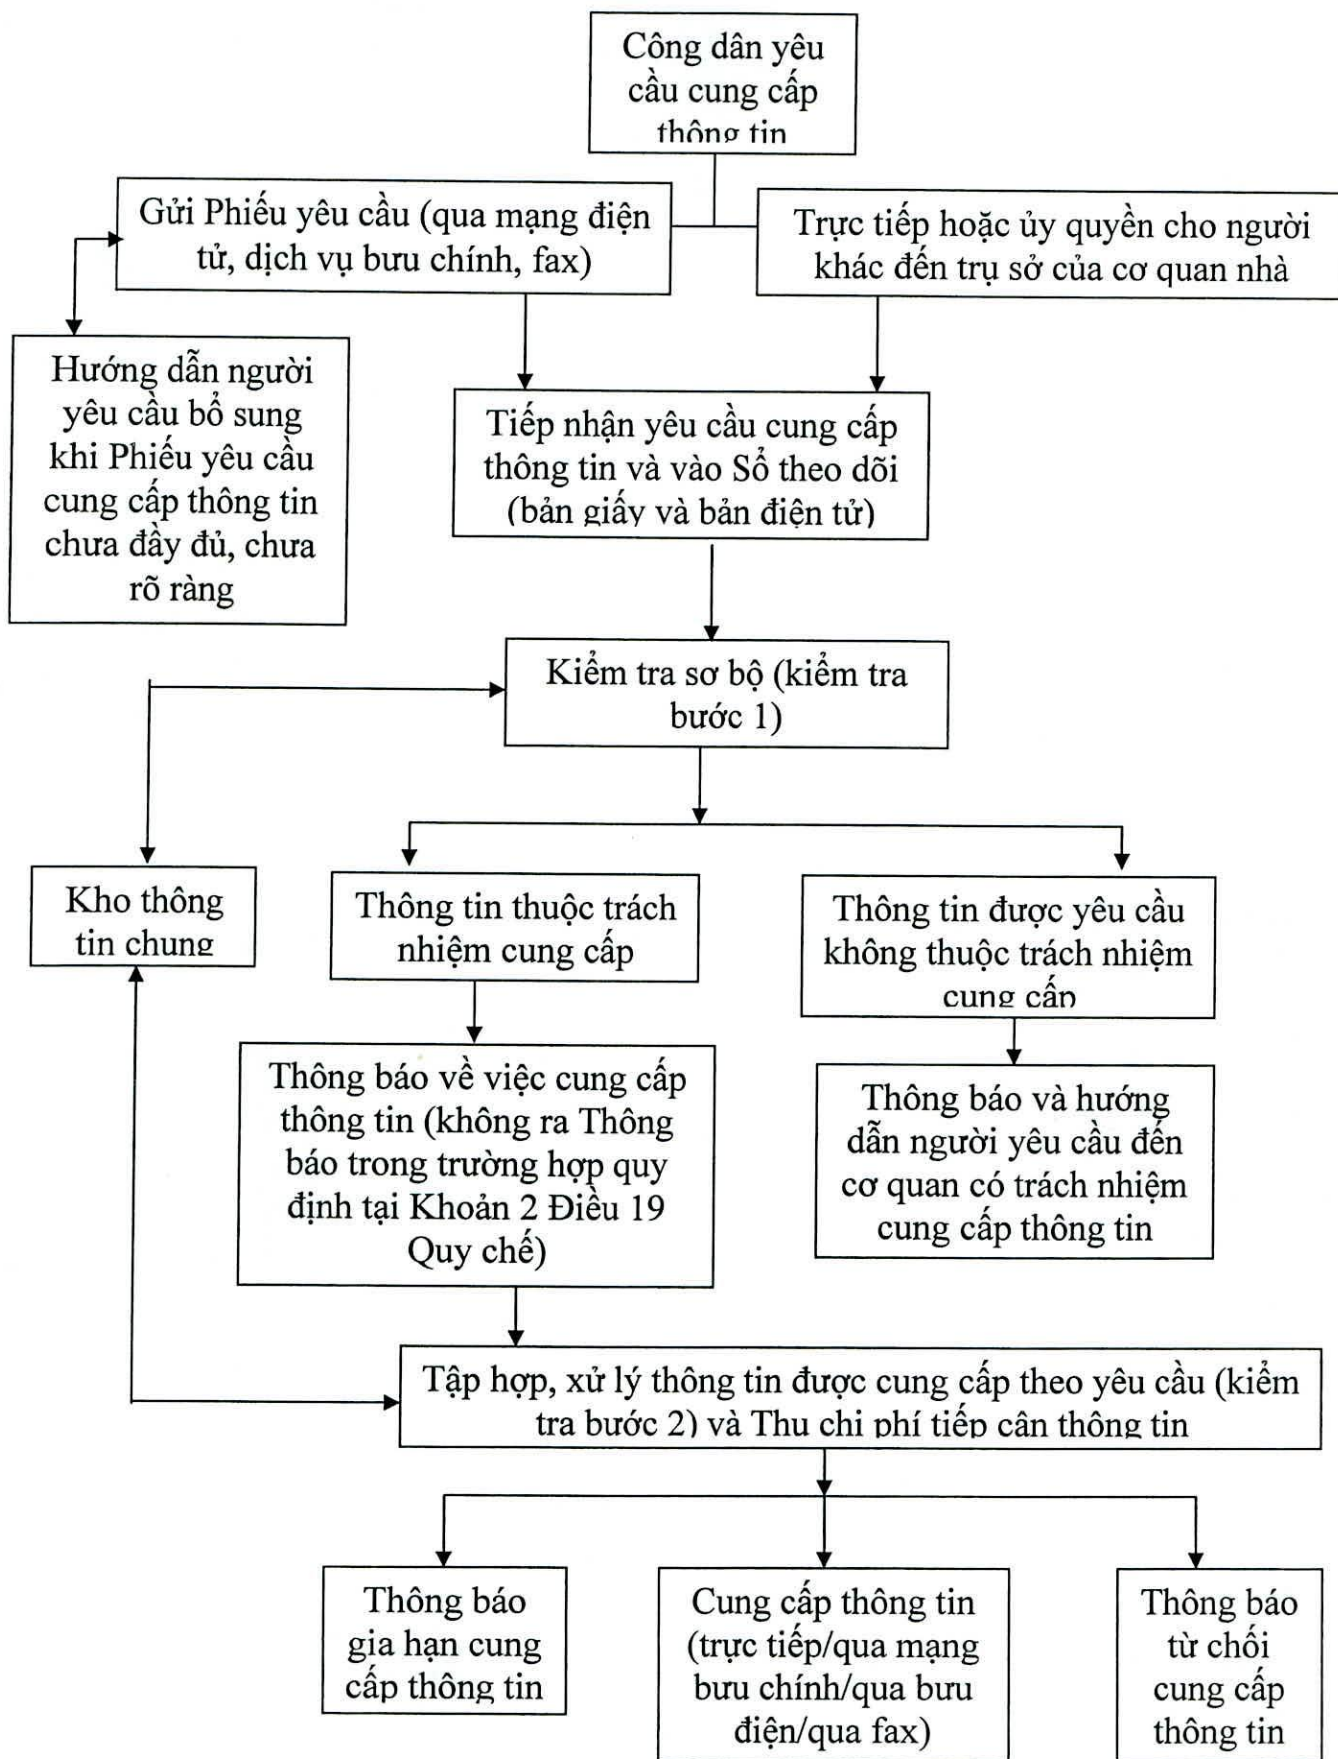 Công dân yêu
cầu cung cấp
thông tin
Gửi Phiếu yêu cầu (qua mạng điện
tử, dịch vụ bưu chính, fax)
Trực tiếp hoặc ủy quyền cho người
khác đến trụ sở của cơ quan nhà
Hướng dẫn người
yêu cầu bổ sung
khi Phiếu yêu cầu
cung cấp thông tin
chưa đầy đủ, chưa
rõ ràng
Tiếp nhận yêu cầu cung cấp
thông tin và vào Sổ theo dõi
(bản giấy và bản điện tử)
Kiểm tra sơ bộ (kiểm tra
bước 1)
Kho thông
tin chung
Thông tin thuộc trách
nhiệm cung cấp
Thông tin được yêu cầu
không thuộc trách nhiệm
cung cấp
Thông báo về việc cung cấp
thông tin (không ra Thông
báo trong trường hợp quy
định tại Khoản 2 Điều 19
Quy chế)
Thông báo và hướng
dẫn người yêu cầu đến
cơ quan có trách nhiệm
cung cấp thông tin
Tập hợp, xử lý thông tin được cung cấp theo yêu cầu (kiểm
tra bước 2) và Thu chi phí tiếp cận thông tin
Thông báo
gia hạn cung
cấp thông tin
Cung cấp thông tin
(trực tiếp/qua mạng
bưu chính/qua bưu
điện/qua fax)
Thông báo
từ chối
cung cấp
thông tin